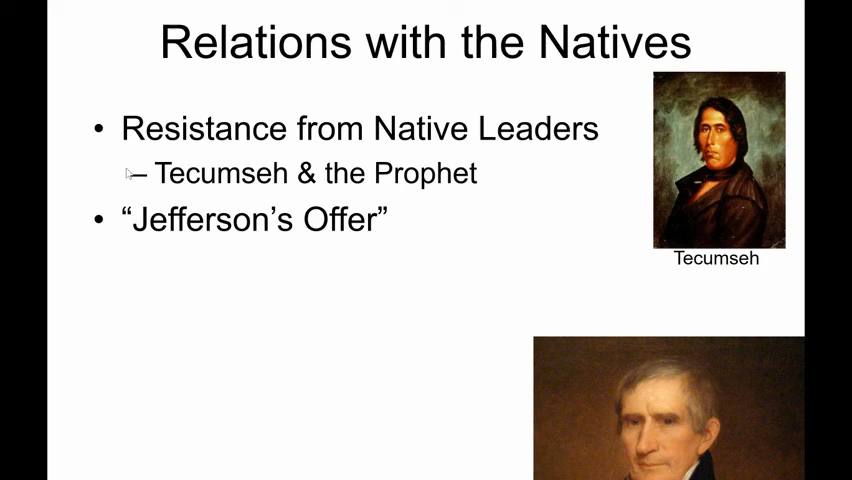 Relations with the Natives
• Resistance from Native Leaders
– Tecumseh & the Prophet
• “Jefferson’s Offer”
Tecumseh